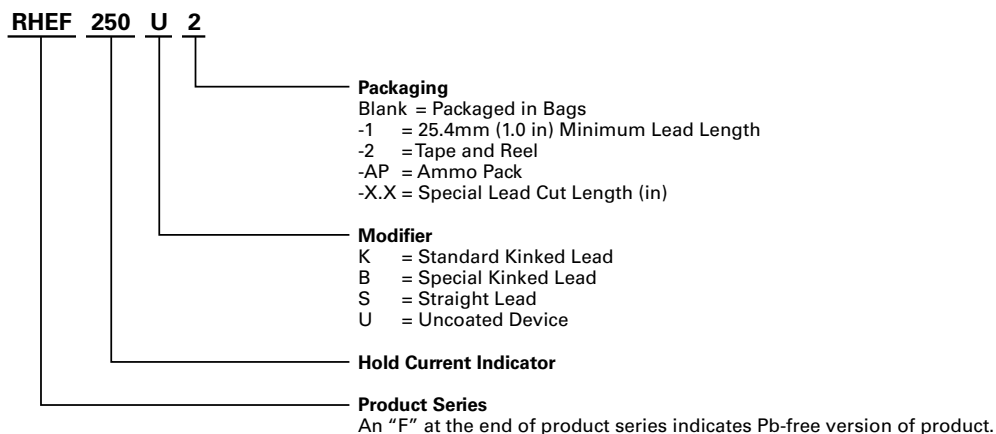 RHEF 250 U 2
Packaging
Blank = Packaged in Bags
-1 = 25.4mm (1.0 in) Minimum Lead Length
-2 = Tape and Reel
-AP = Ammo Pack
-X.X = Special Lead Cut Length (in)
Modifier
K = Standard Kinked Lead
B = Special Kinked Lead
S = Straight Lead
U = Uncoated Device
Hold Current Indicator
Product Series
An “F” at the end of product series indicates Pb-free version of product.